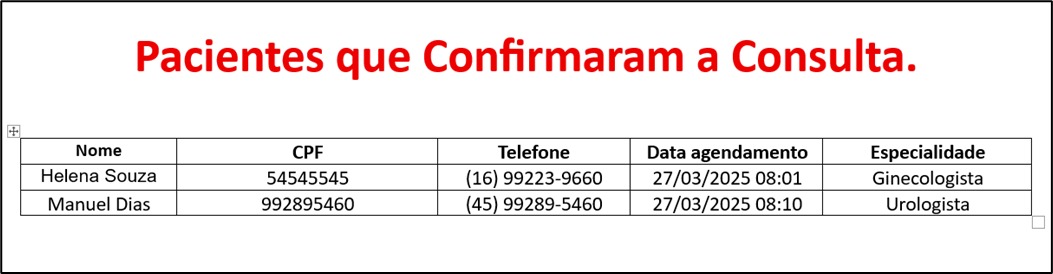 Pacientes que Confirmaram a Consulta.
Nome CPF Telefone Data agendamento Especialidade
Helena Souza 54545545 (16) 99223-9660 27/03/2025 08:01 Ginecologista
Manuel Dias 992895460 (45) 99289-5460 27/03/2025 08:10 Urologista